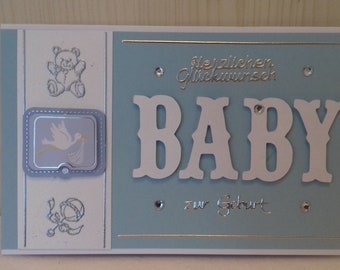 Herzlichen
Glückwunsch
BABY
zur Geburt